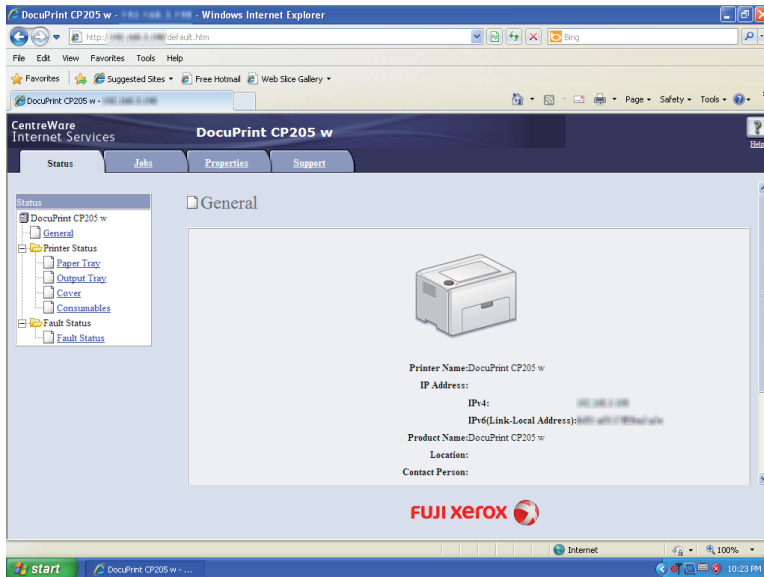 DocuPrint CP205 w - - Windows Internet Explorer
http:// /default.htm
Bing
File Edit View Favorites Tools Help
Favorites Suggested Sites Free Hotmail Web Slice Gallery
DocuPrint CP205 w - Page Safety Tools
CentreWare
Internet Services
DocuPrint CP205 w
Help
Status Jobs Properties Support
Status
DocuPrint CP205 w
General
Printer Status
Paper Tray
Output Tray
Cover
Consumables
Fault Status
Fault Status
General
Printer Name:DocuPrint CP205 w
IP Address:
IPv4:
IPv6(Link-Local Address):
Product Name:DocuPrint CP205 w
Location:
Contact Person:
FUJI xerox
Internet 100%
start DocuPrint CP205 w - ... 10:23 PM